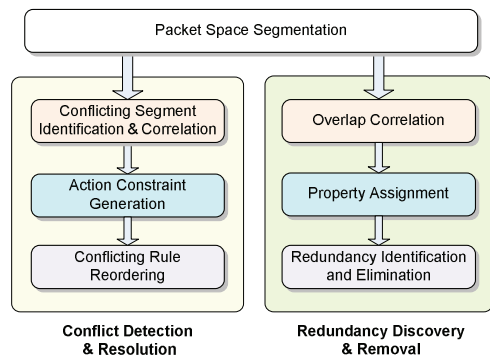 Packet Space Segmentation
Conflicting Segment
Identification & Correlation
Action Constraint
Generation
Conflicting Rule
Reordering
Conflict Detection
& Resolution
Overlap Correlation
Property Assignment
Redundancy Identification
and Elimination
Redundancy Discovery
& Removal